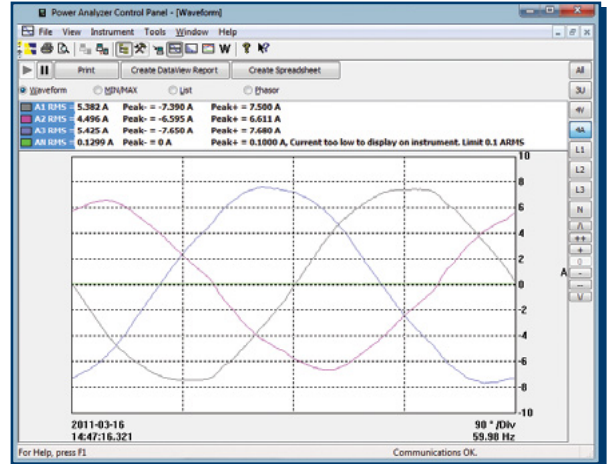 Power Analyzer Control Panel - [Waveform]
File View Instrument Tools Window Help
W ?
Print Create DataView Report Create Spreadsheet All
Waveform MIN/MAX List Phasor 3U
A1 RMS = 5.382 A Peak- = -7.390 A Peak+ = 7.500 A
A2 RMS = 4.496 A Peak- = -6.595 A Peak+ = 6.611 A
A3 RMS = 5.425 A Peak- = -7.650 A Peak+ = 7.680 A
AN RMS = 0.1299 A Peak- = 0 A Peak+ = 0.1000 A, Current too low to display on instrument. Limit 0.1 ARMS
4V
4A
L1
L2
L3
N
++
+
0
-
--
V
10
8
6
4
2
0
-2
-4
-6
-8
-10
A
2011-03-16
14:47:16.321
90 ° /Div
59.98 Hz
For Help, press F1 Communications OK.